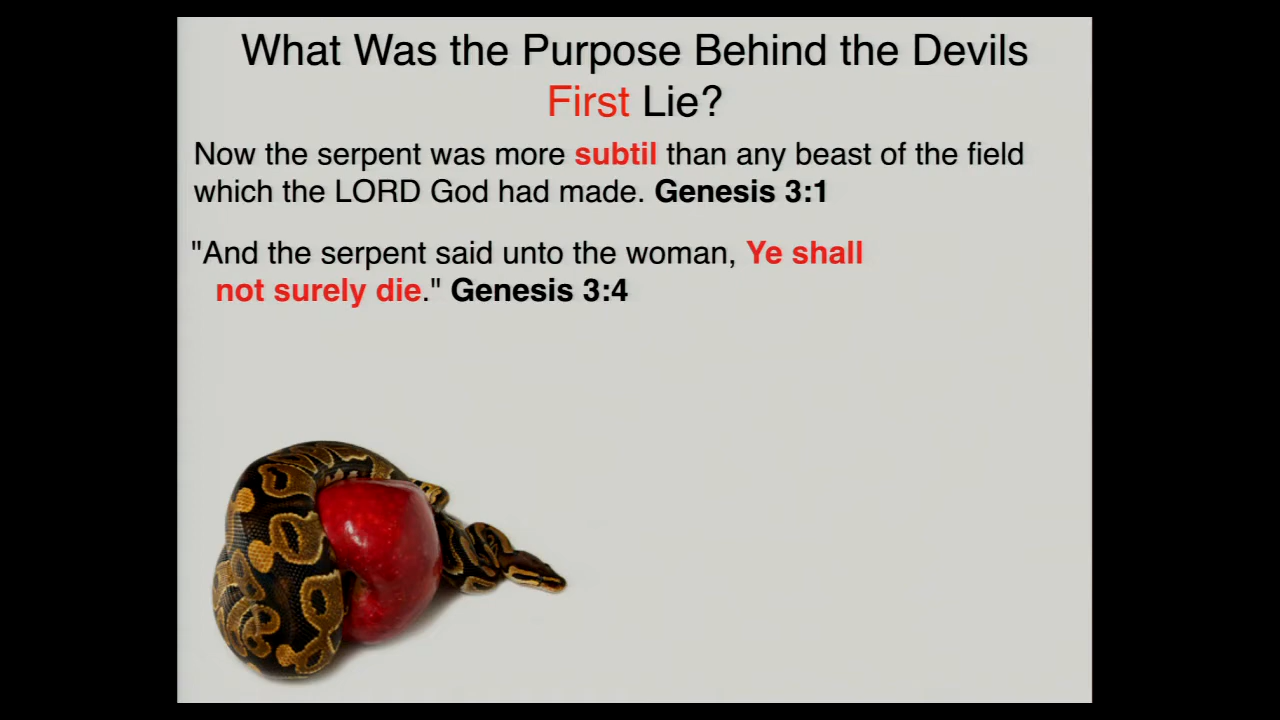 What Was the Purpose Behind the Devils
First Lie?
Now the serpent was more subtil than any beast of the field
which the LORD God had made. Genesis 3:1
"And the serpent said unto the woman, Ye shall
not surely die." Genesis 3:4